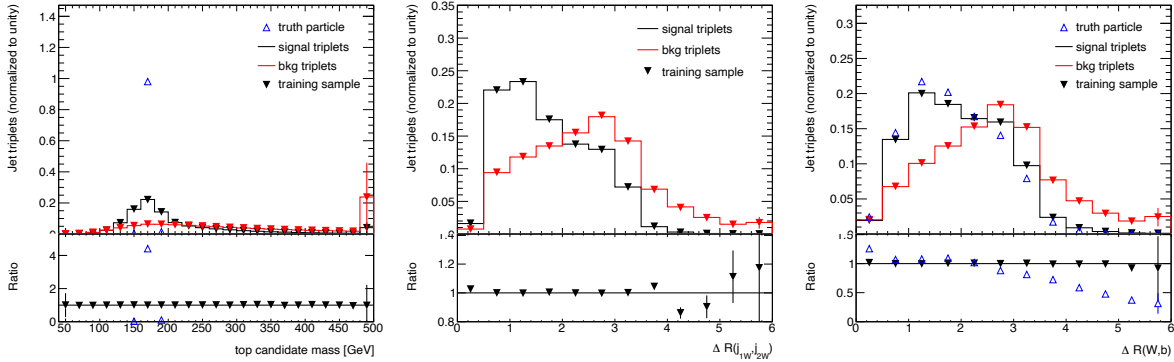 Jet triplets (normalized to unity)
1.4
1.2
1
0.8
0.6
0.4
0.2
0
truth particle
signal triplets
bkg triplets
training sample
Ratio
4
2
0
50 100 150 200 250 300 350 400 450 500
top candidate mass [GeV]
Jet triplets (normalized to unity)
0.35
0.3
0.25
0.2
0.15
0.1
0.05
0
signal triplets
bkg triplets
training sample
Ratio
1.4
1.2
1.0
0.8
0 1 2 3 4 5 6
Δ R(j1W,j2W)
Jet triplets (normalized to unity)
0.3
0.25
0.2
0.15
0.1
0.05
0
truth particle
signal triplets
bkg triplets
training sample
Ratio
1
0.5
0
0 1 2 3 4 5 6
Δ R(W,b)